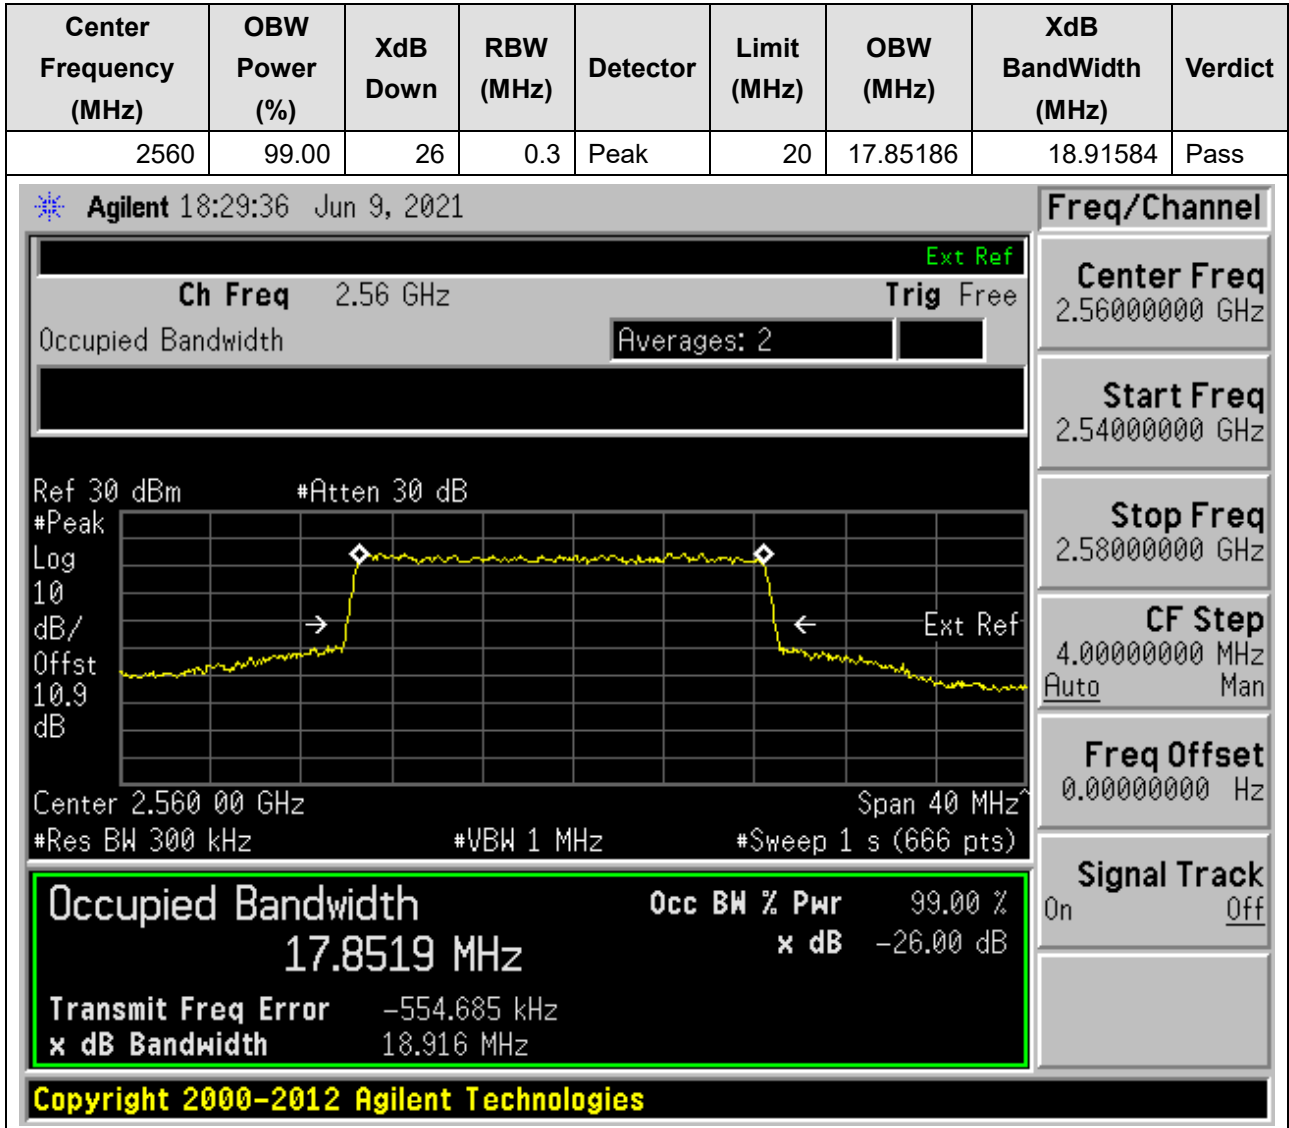 Center Frequency (MHz) OBW Power (%) XdB Down RBW (MHz) Detector Limit (MHz) OBW (MHz) XdB BandWidth (MHz) Verdict
2560 99.00 26 0.3 Peak 20 17.85186 18.91584 Pass
Agilent 18:29:36 Jun 9, 2021
Freq/Channel
Ext Ref
Ch Freq 2.56 GHz Trig Free
Occupied Bandwidth Averages: 2
Ref 30 dBm #Atten 30 dB
#Peak
Log
10
dB/
Offst
10.9
dB
Ext Ref
Center 2.560 00 GHz Span 40 MHz^
#Res BW 300 kHz #VBW 1 MHz #Sweep 1 s (666 pts)
Occupied Bandwidth Occ BW % Pwr 99.00 %
17.8519 MHz x dB -26.00 dB
Transmit Freq Error -554.685 kHz
x dB Bandwidth 18.916 MHz
Copyright 2000-2012 Agilent Technologies
Center Freq
2.56000000 GHz
Start Freq
2.54000000 GHz
Stop Freq
2.58000000 GHz
CF Step
4.00000000 MHz
Auto Man
Freq Offset
0.00000000 Hz
Signal Track
On Off